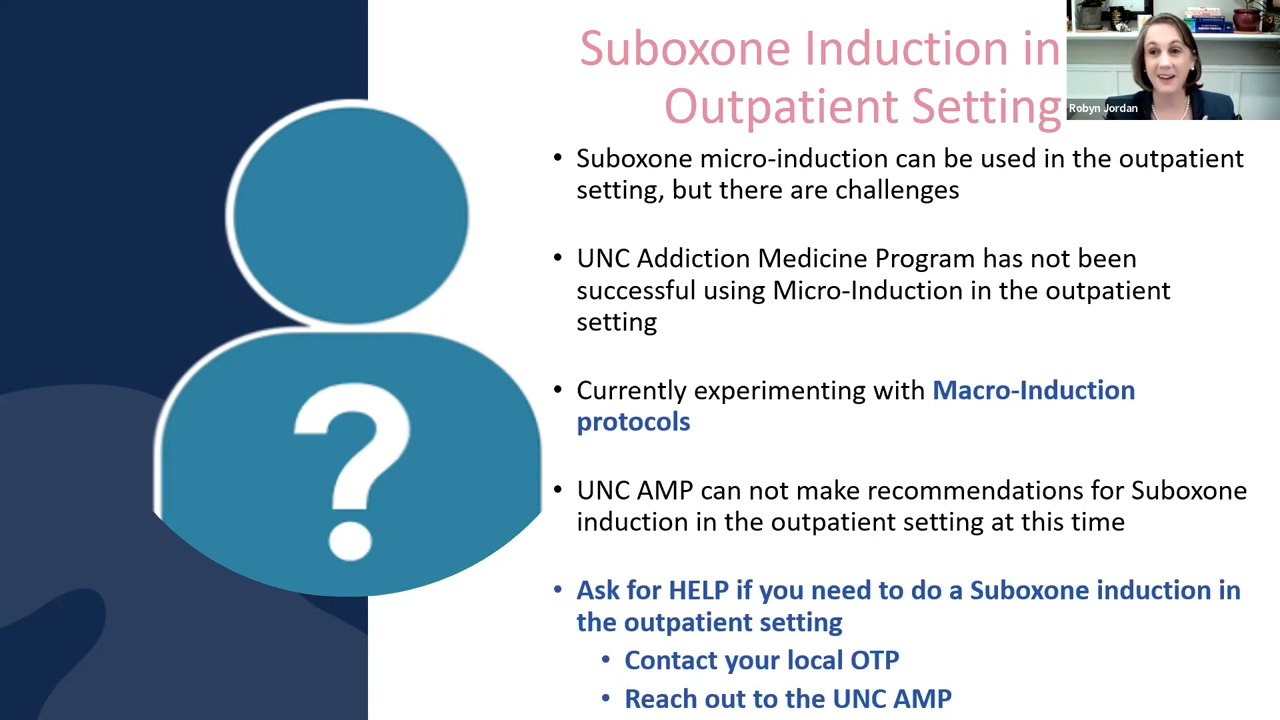 Suboxone Induction in
Outpatient Setting
Robyn Jordan
• Suboxone micro-induction can be used in the outpatient
setting, but there are challenges
• UNC Addiction Medicine Program has not been
successful using Micro-Induction in the outpatient
setting
• Currently experimenting with Macro-Induction
protocols
• UNC AMP can not make recommendations for Suboxone
induction in the outpatient setting at this time
• Ask for HELP if you need to do a Suboxone induction in
the outpatient setting
• Contact your local OTP
• Reach out to the UNC AMP
?